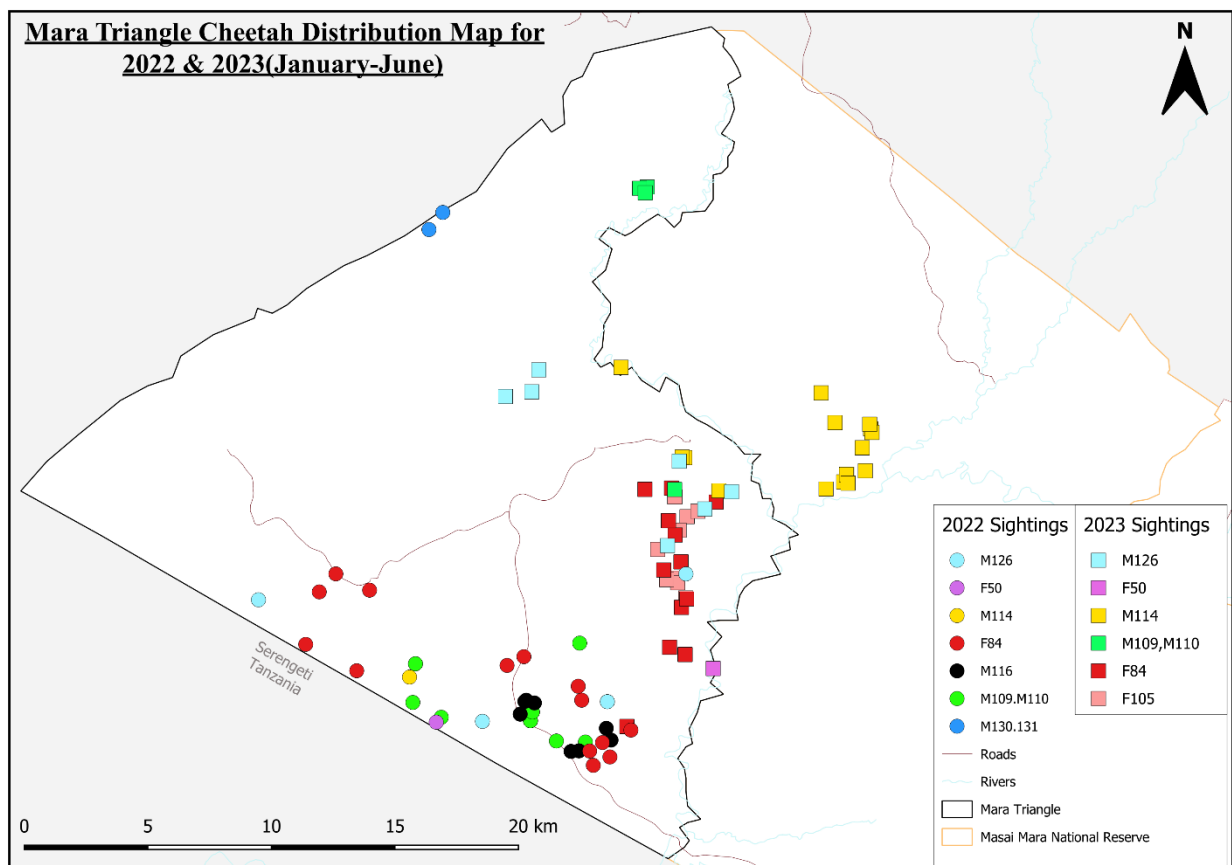 Mara Triangle Cheetah Distribution Map for
2022 & 2023(January-June)
N
Serengeti
Tanzania
0 5 10 15 20 km
2022 Sightings
M126
F50
M114
F84
M116
M109.M110
M130.131
Roads
Rivers
Mara Triangle
Masai Mara National Reserve
2023 Sightings
M126
F50
M114
M109,M110
F84
F105